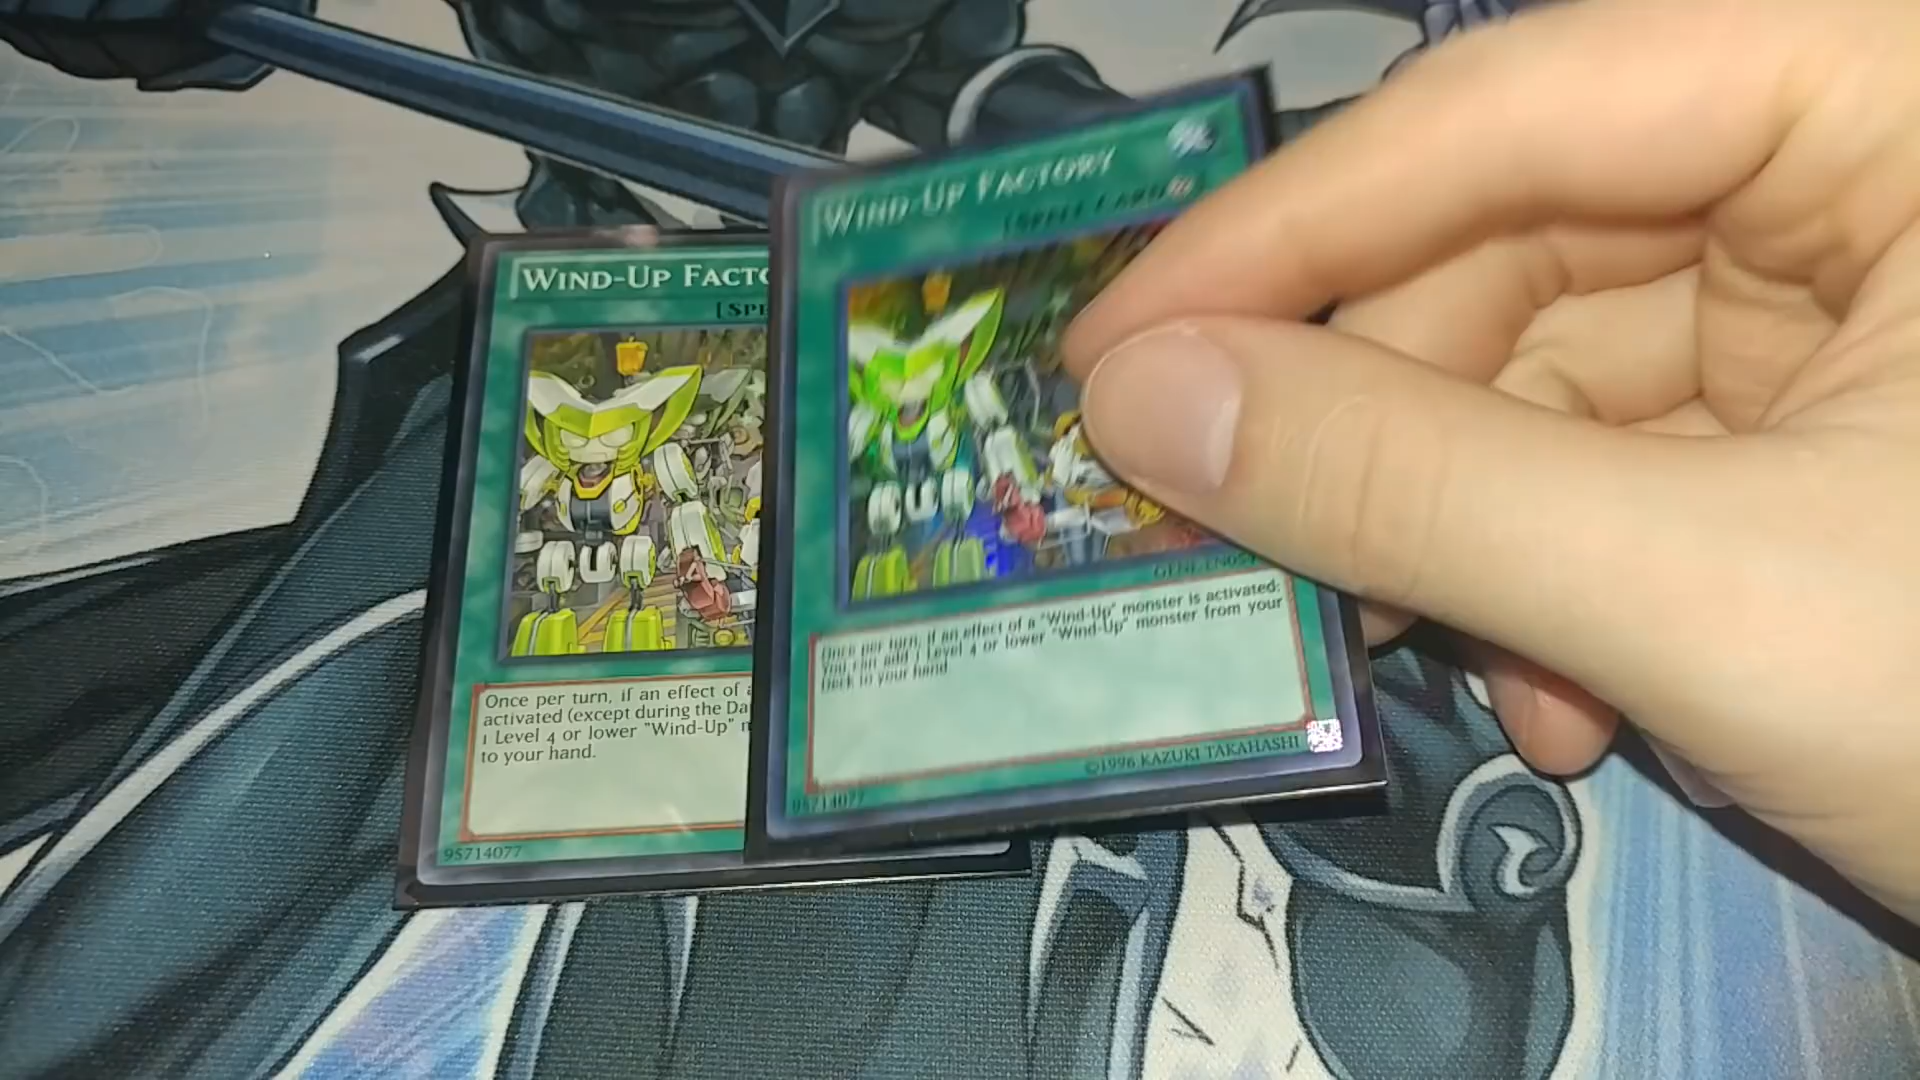 WIND-UP FACTO
[SPE
Once per turn, if an effect of a
activated (except during the Da
1 Level 4 or lower "Wind-Up" m
to your hand.
95714077
WIND-UP FACTORY
[SPELL CARD
GENF-EN054
Once per turn, if an effect of a "Wind-Up" monster is activated:
You can add 1 Level 4 or lower "Wind-Up" monster from your
Deck to your hand
©1996 KAZUKI TAKAHASHI
95714077